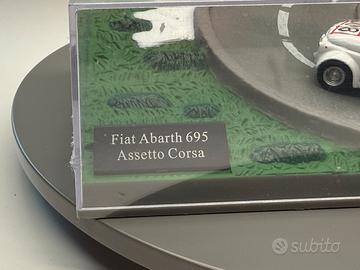 Fiat Abarth 695
Assetto Corsa
subito